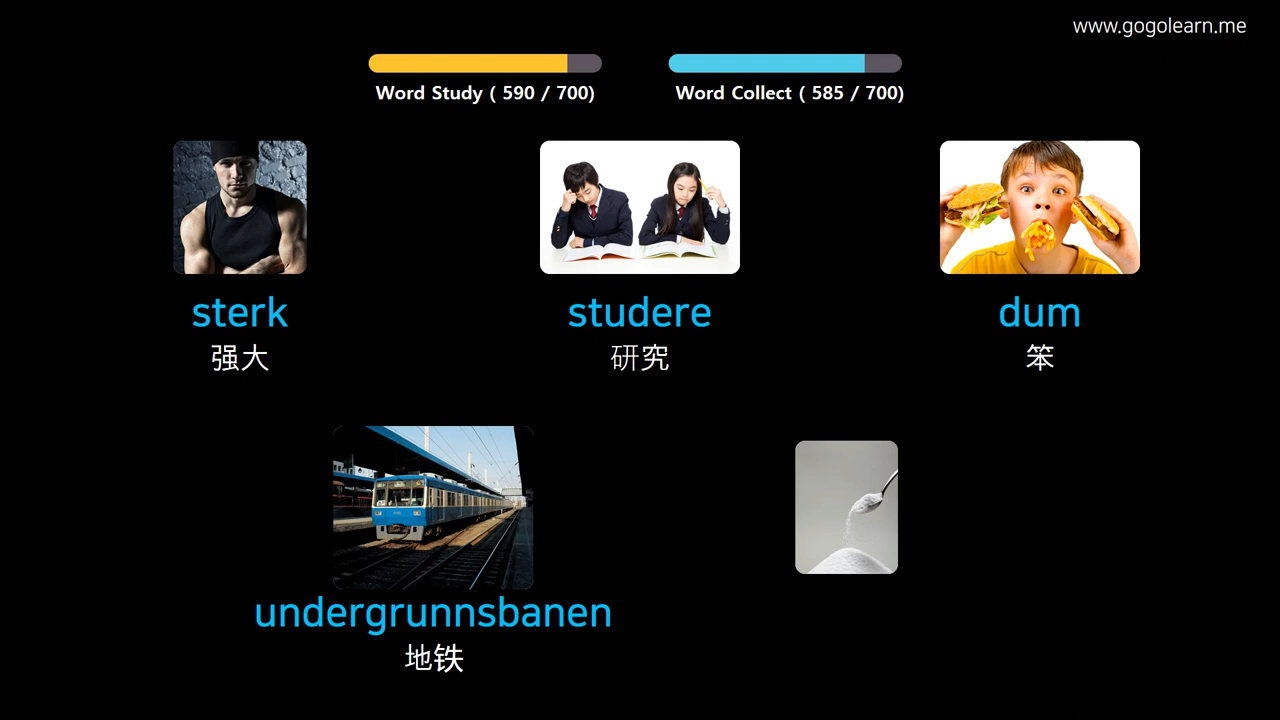 www.gogolearn.me
Word Study ( 590 / 700)
Word Collect ( 585 / 700)
sterk
强大
studere
研究
dum
笨
undergrunnsbanen
地铁